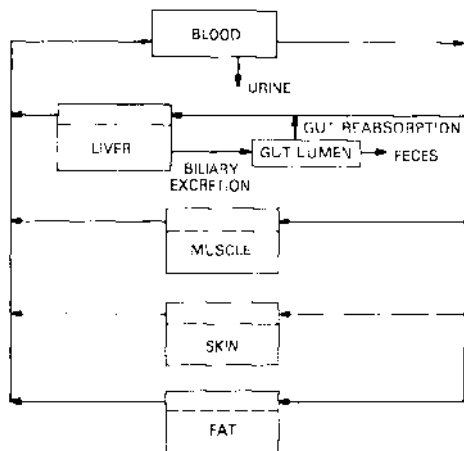 BLOOD
URINE
GUT REABSORPTION
LIVER
GUT LUMEN
FECES
BILIARY
EXCRETION
MUSCLE
SKIN
FAT